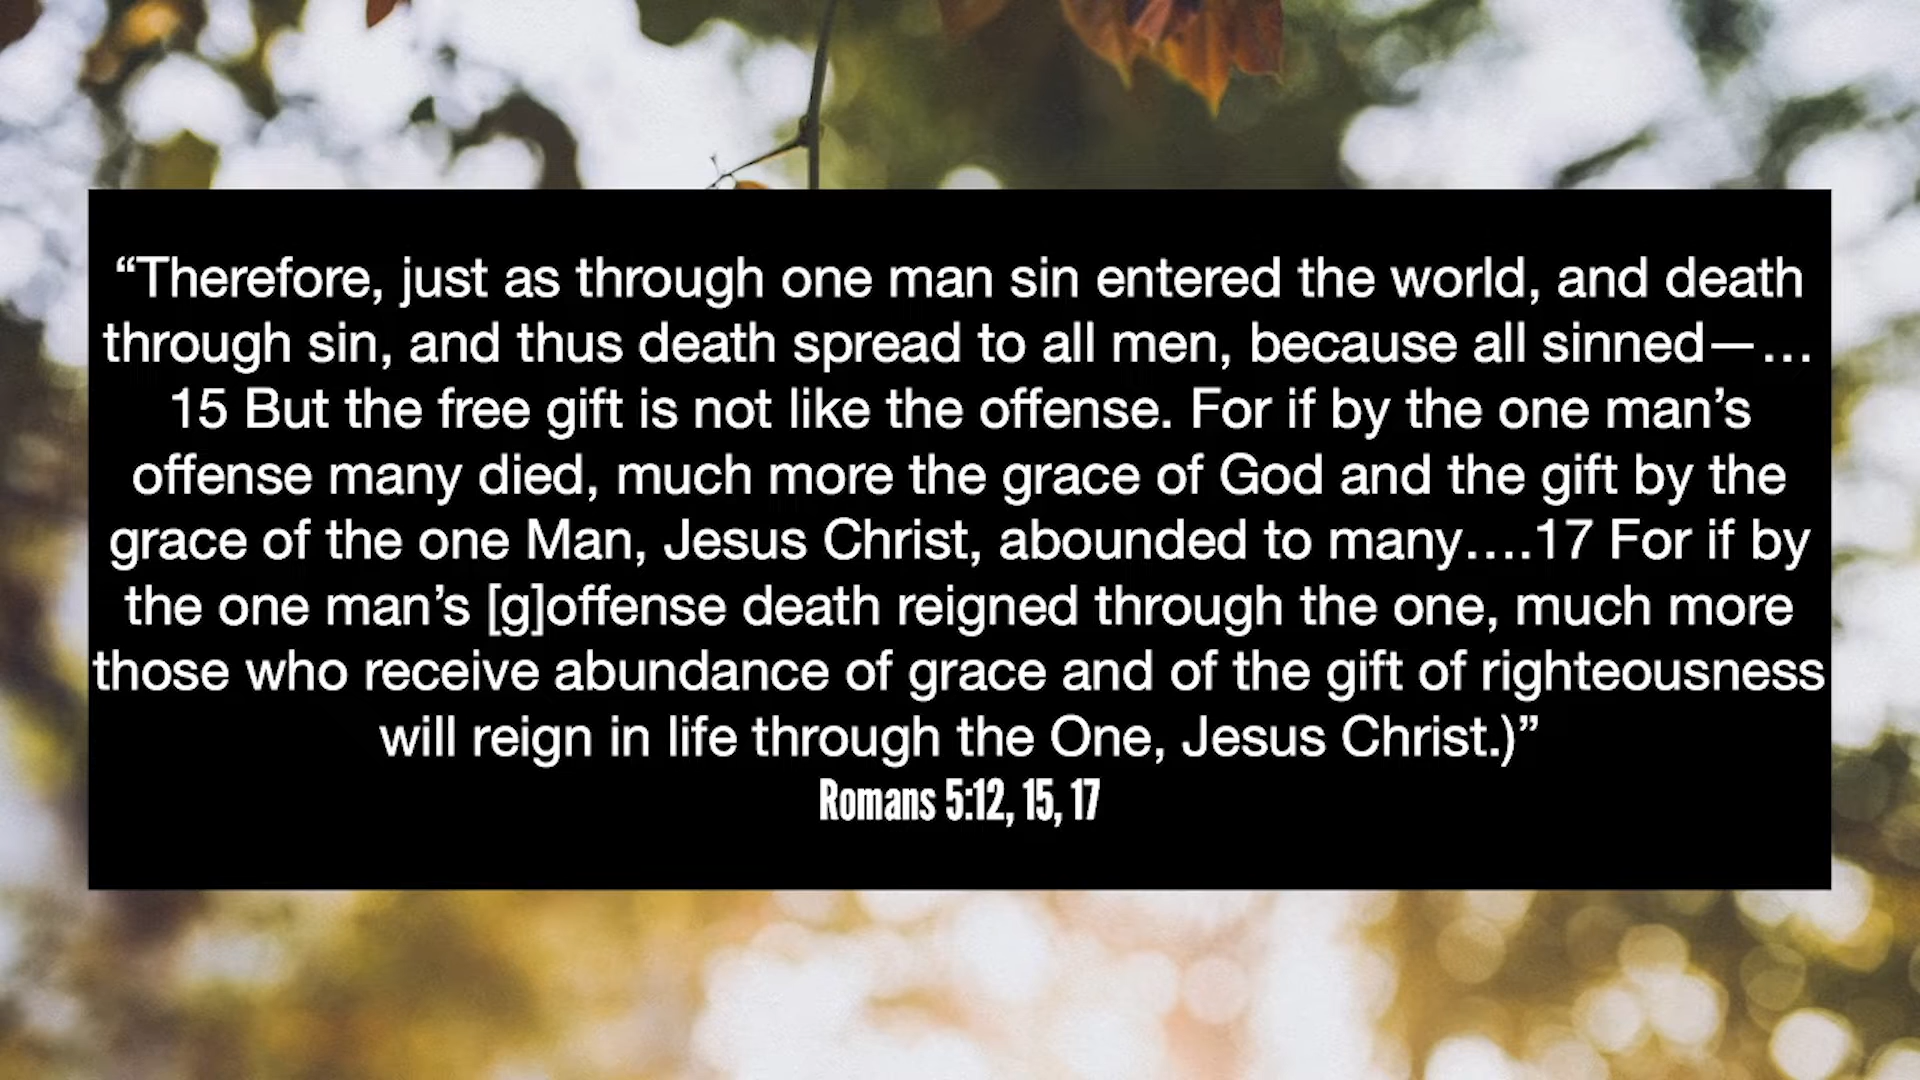 “Therefore, just as through one man sin entered the world, and death
through sin, and thus death spread to all men, because all sinned—…
15 But the free gift is not like the offense. For if by the one man’s
offense many died, much more the grace of God and the gift by the
grace of the one Man, Jesus Christ, abounded to many….17 For if by
the one man’s [g]offense death reigned through the one, much more
those who receive abundance of grace and of the gift of righteousness
will reign in life through the One, Jesus Christ.)”
Romans 5:12, 15, 17